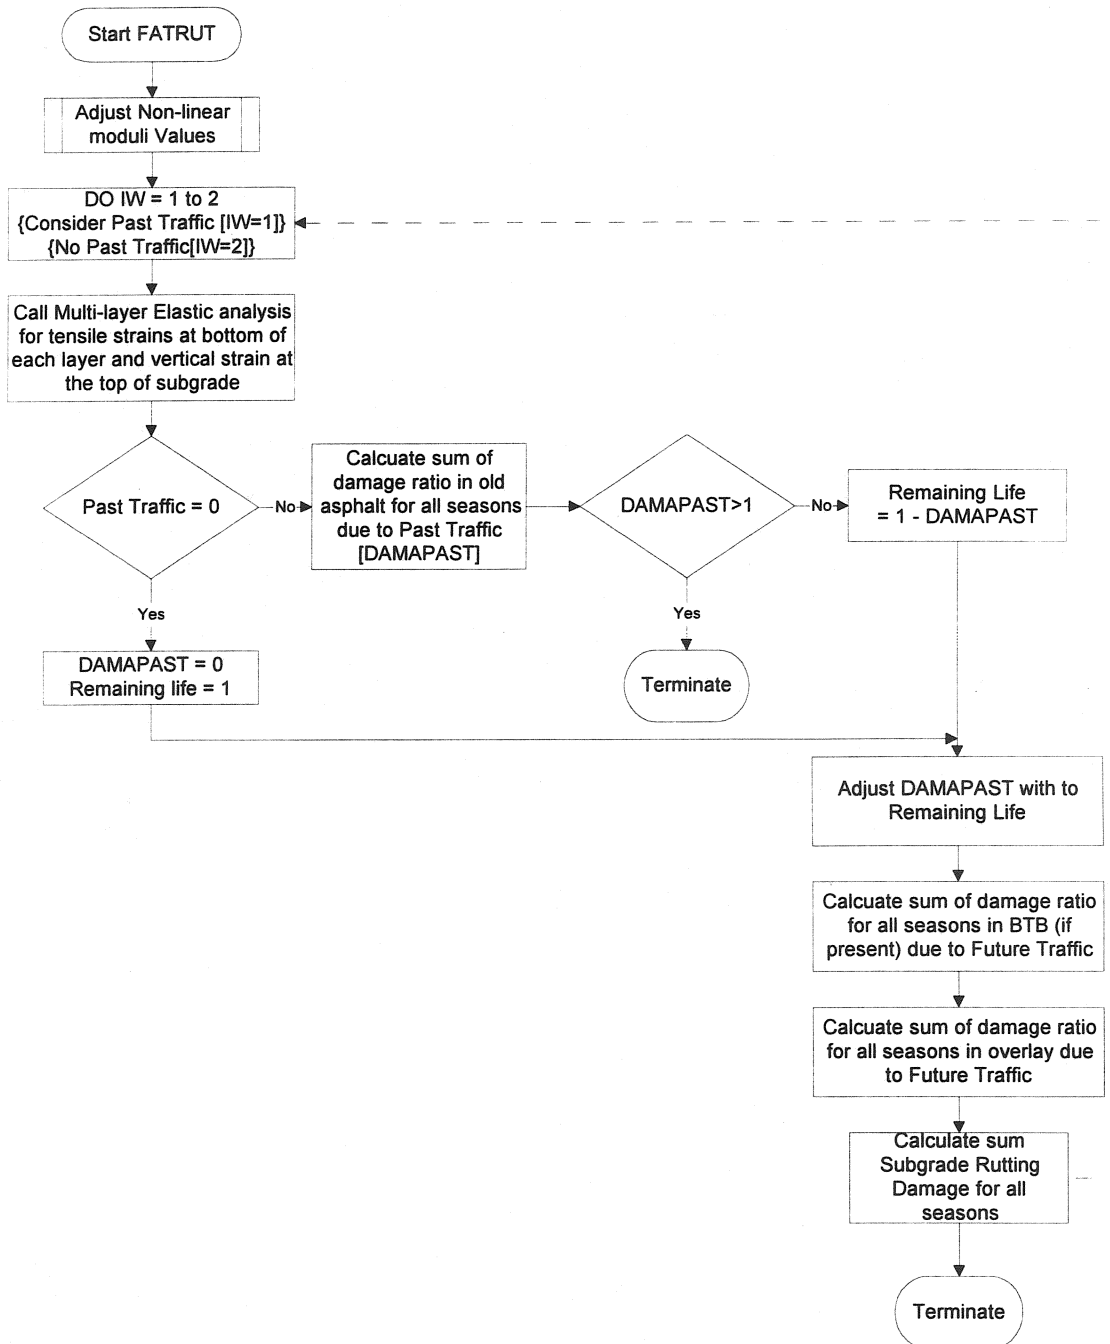 Start FATRUT
Adjust Non-linear
moduli Values
DO IW = 1 to 2
{Consider Past Traffic [IW=1]}
{No Past Traffic[IW=2]}
Call Multi-layer Elastic analysis
for tensile strains at bottom of
each layer and vertical strain at
the top of subgrade
Past Traffic = 0
No
Calcuate sum of
damage ratio in old
asphalt for all seasons
due to Past Traffic
[DAMAPAST]
DAMAPAST>1
No
Remaining Life
= 1 - DAMAPAST
Yes
Yes
DAMAPAST = 0
Remaining life = 1
Terminate
Adjust DAMAPAST with to
Remaining Life
Calcuate sum of damage ratio
for all seasons in BTB (if
present) due to Future Traffic
Calcuate sum of damage ratio
for all seasons in overlay due
to Future Traffic
Calculate sum
Subgrade Rutting
Damage for all
seasons
Terminate